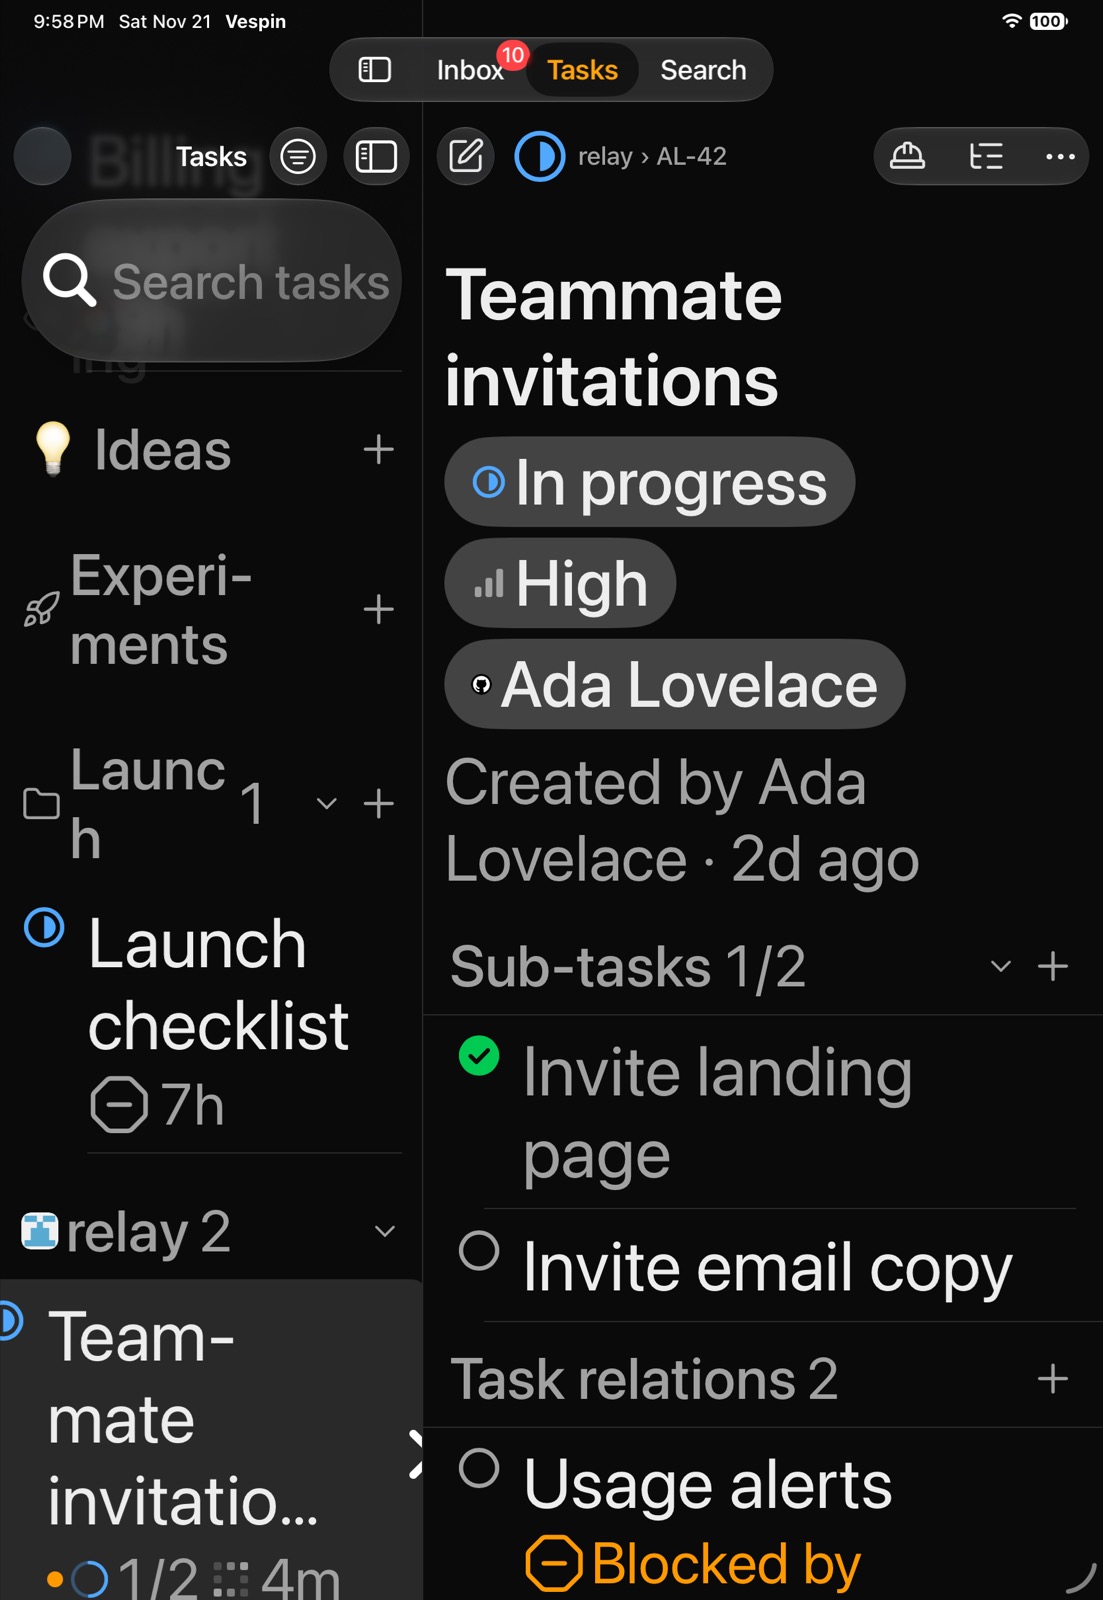 9:58 PM Sat Nov 21 Vespin
100
Inbox 10 Tasks Search
Tasks
Billing
ing
Search tasks
Ideas
Experi-
ments
Launc
h
1
Launch
checklist
7h
relay 2
Team-
mate
invitatio...
1/2 4m
relay › AL-42
Teammate
invitations
In progress
High
Ada Lovelace
Created by Ada
Lovelace · 2d ago
Sub-tasks 1/2
Invite landing
page
Invite email copy
Task relations 2
Usage alerts
Blocked by